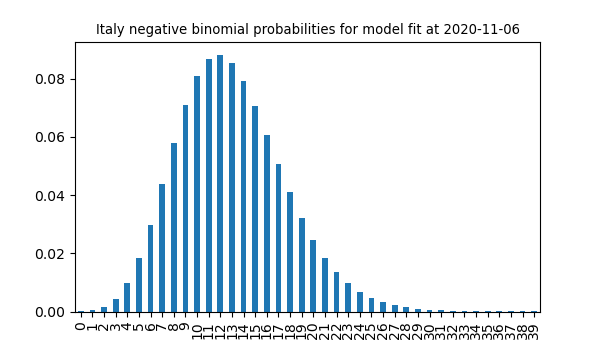 Italy negative binomial probabilities for model fit at 2020-11-06
0.08
0.06
0.04
0.02
0.00
0 1 2 3 4 5 6 7 8 9 10 11 12 13 14 15 16 17 18 19 20 21 22 23 24 25 26 27 28 29 30 31 32 33 34 35 36 37 38 39